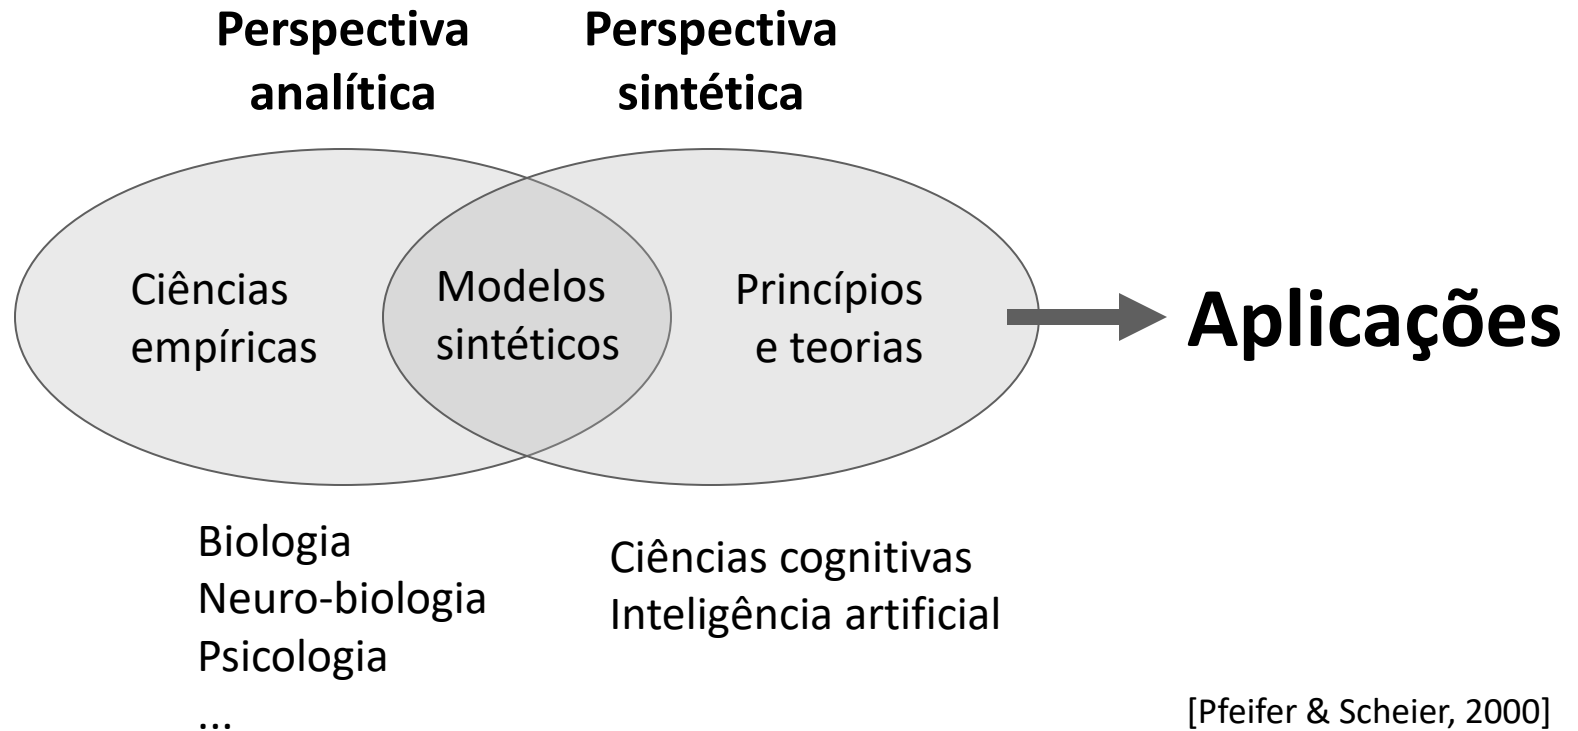 Perspectiva
analítica
Perspectiva
sintética
Ciências
empíricas
Modelos
sintéticos
Princípios
e teorias
Aplicações
Biologia
Neuro-biologia
Psicologia
...
Ciências cognitivas
Inteligência artificial
[Pfeifer & Scheier, 2000]